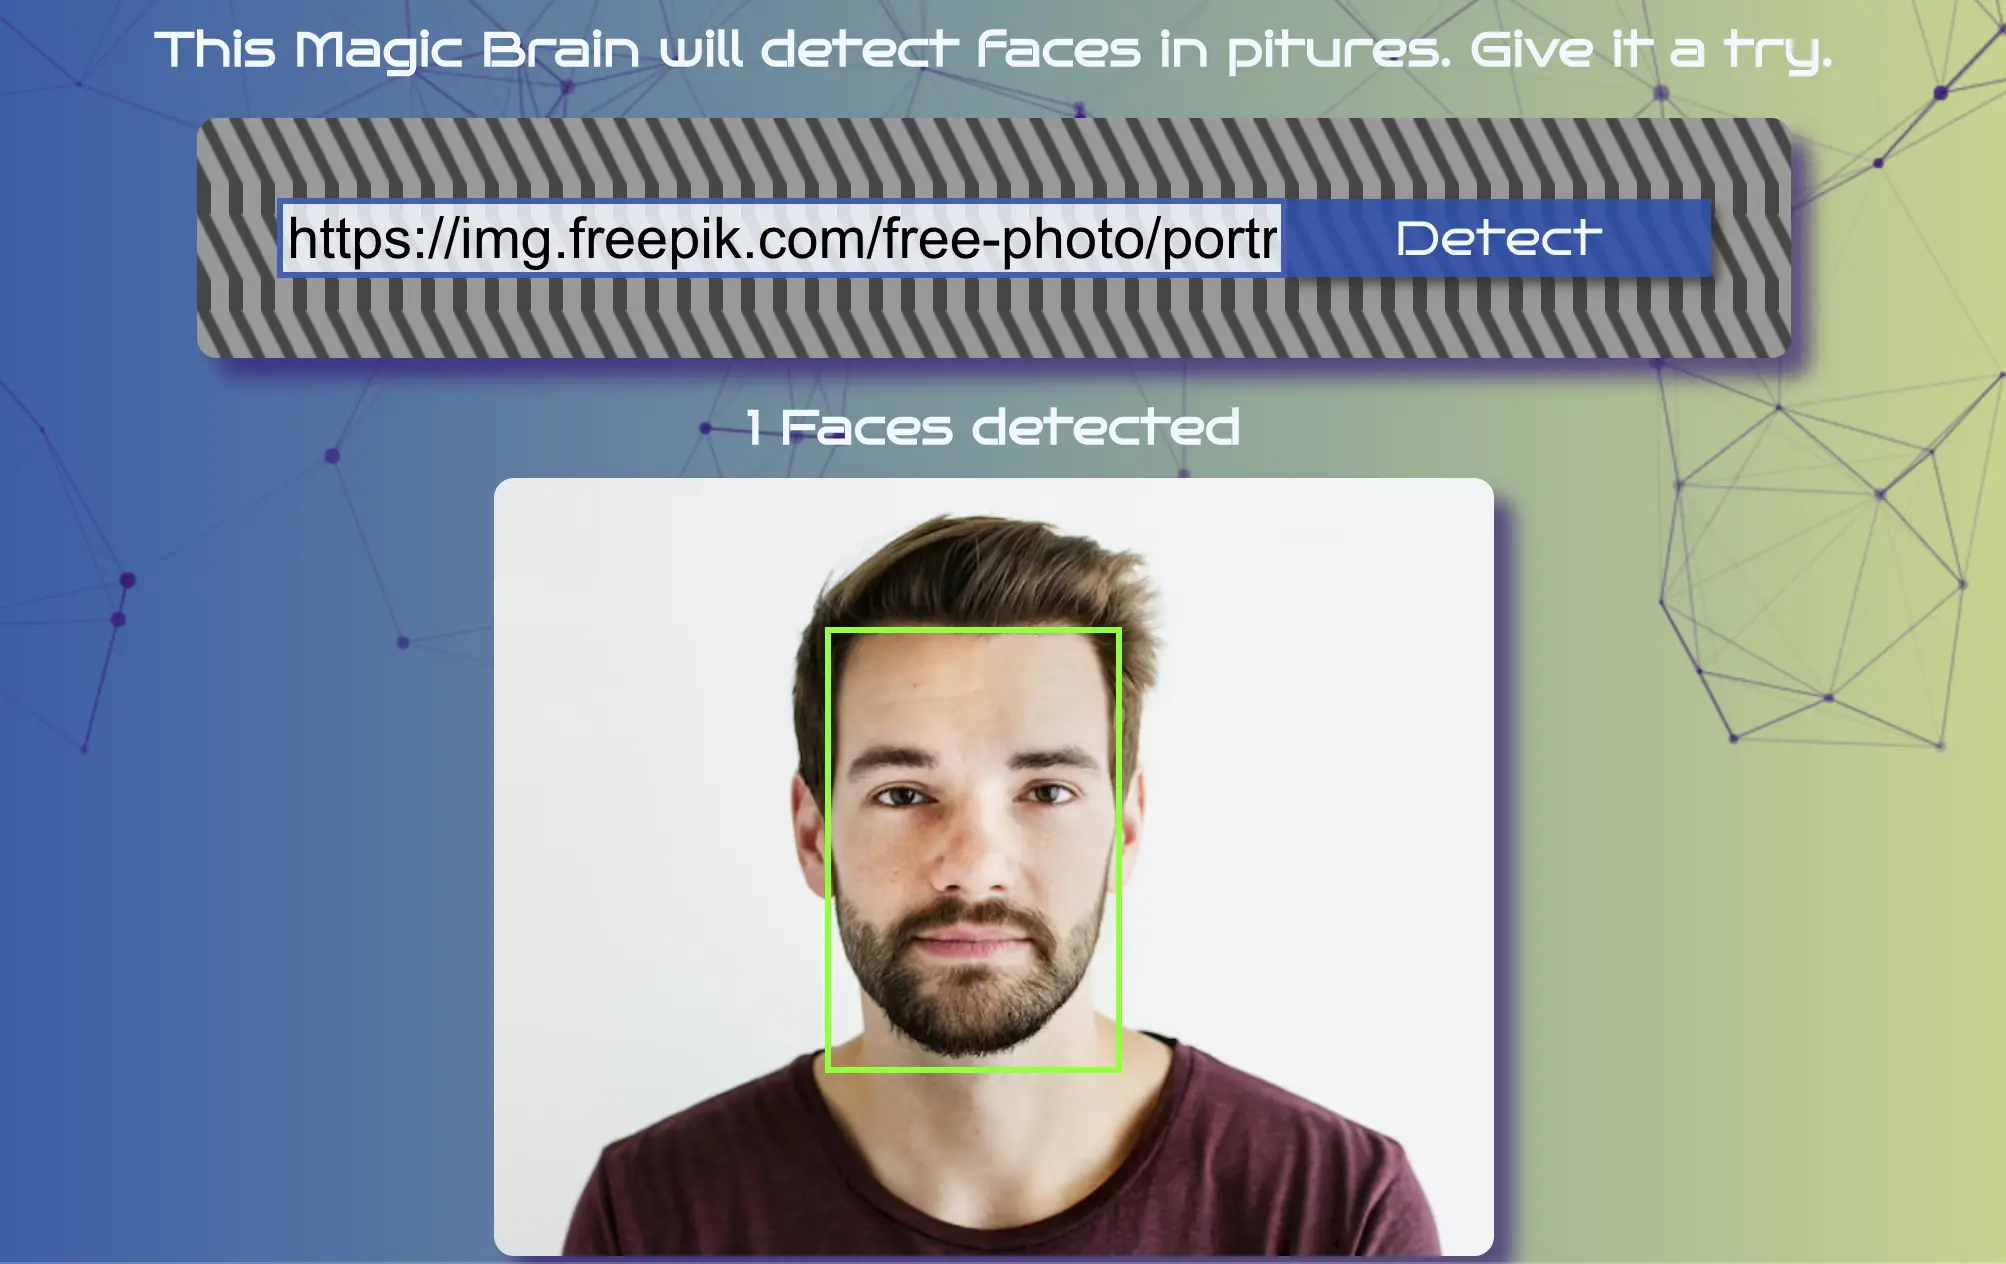 This Magic Brain will detect faces in pitures. Give it a try.
https://img.freepik.com/free-photo/portr
Detect
1 Faces detected